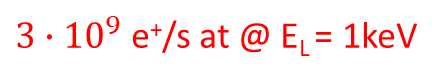 3 · 10⁹ e⁺/s at @ E_L = 1keV